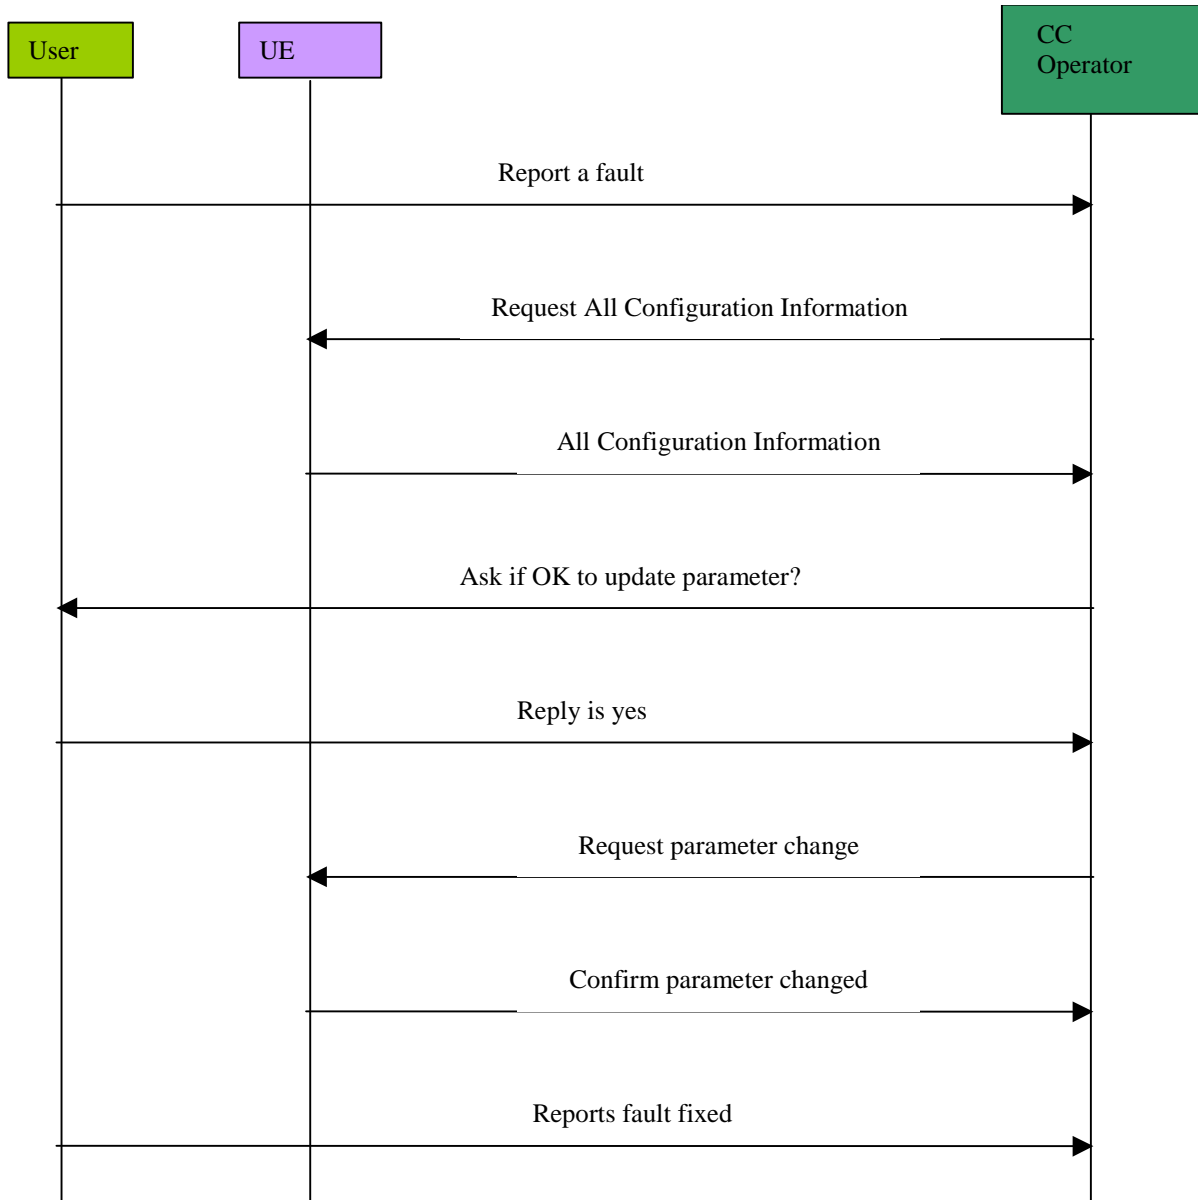 User
UE
CC
Operator
Report a fault
Request All Configuration Information
All Configuration Information
Ask if OK to update parameter?
Reply is yes
Request parameter change
Confirm parameter changed
Reports fault fixed